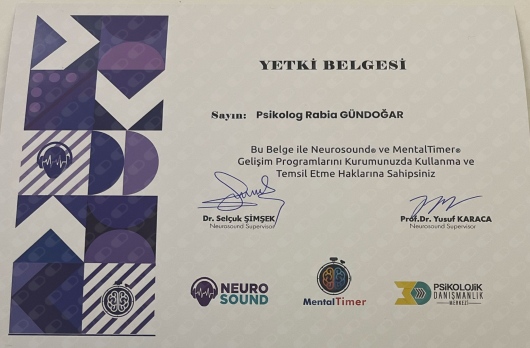 YETKİ BELGESİ
Sayın: Psikolog Rabia GÜNDOĞAR
Bu Belge ile Neurosound® ve MentalTimer®
Gelişim Programlarını Kurumunuzda Kullanma ve
Temsil Etme Haklarına Sahipsiniz
Dr. Selçuk ŞİMŞEK
Neurosound Supervisor
Prof.Dr. Yusuf KARACA
Neurosound Supervisor
NEURO
SOUND
MentalTimer
PSİKOLOJİK
DANIŞMANLIK
MERKEZİ